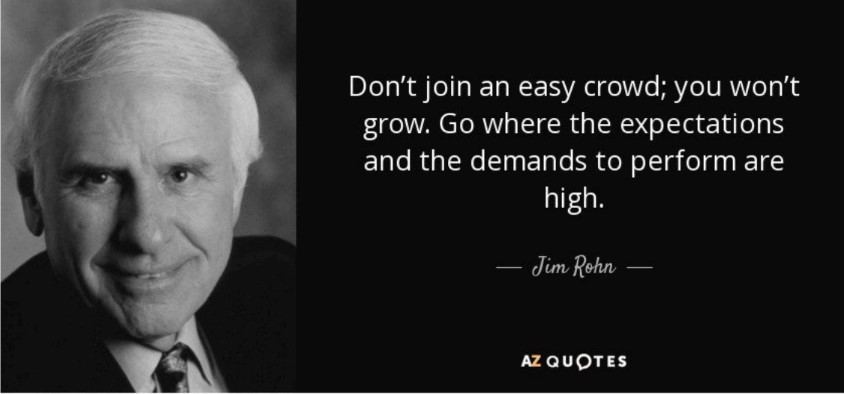 Don’t join an easy crowd; you won’t
grow. Go where the expectations
and the demands to perform are
high.
Jim Rohn
AZ QUOTES